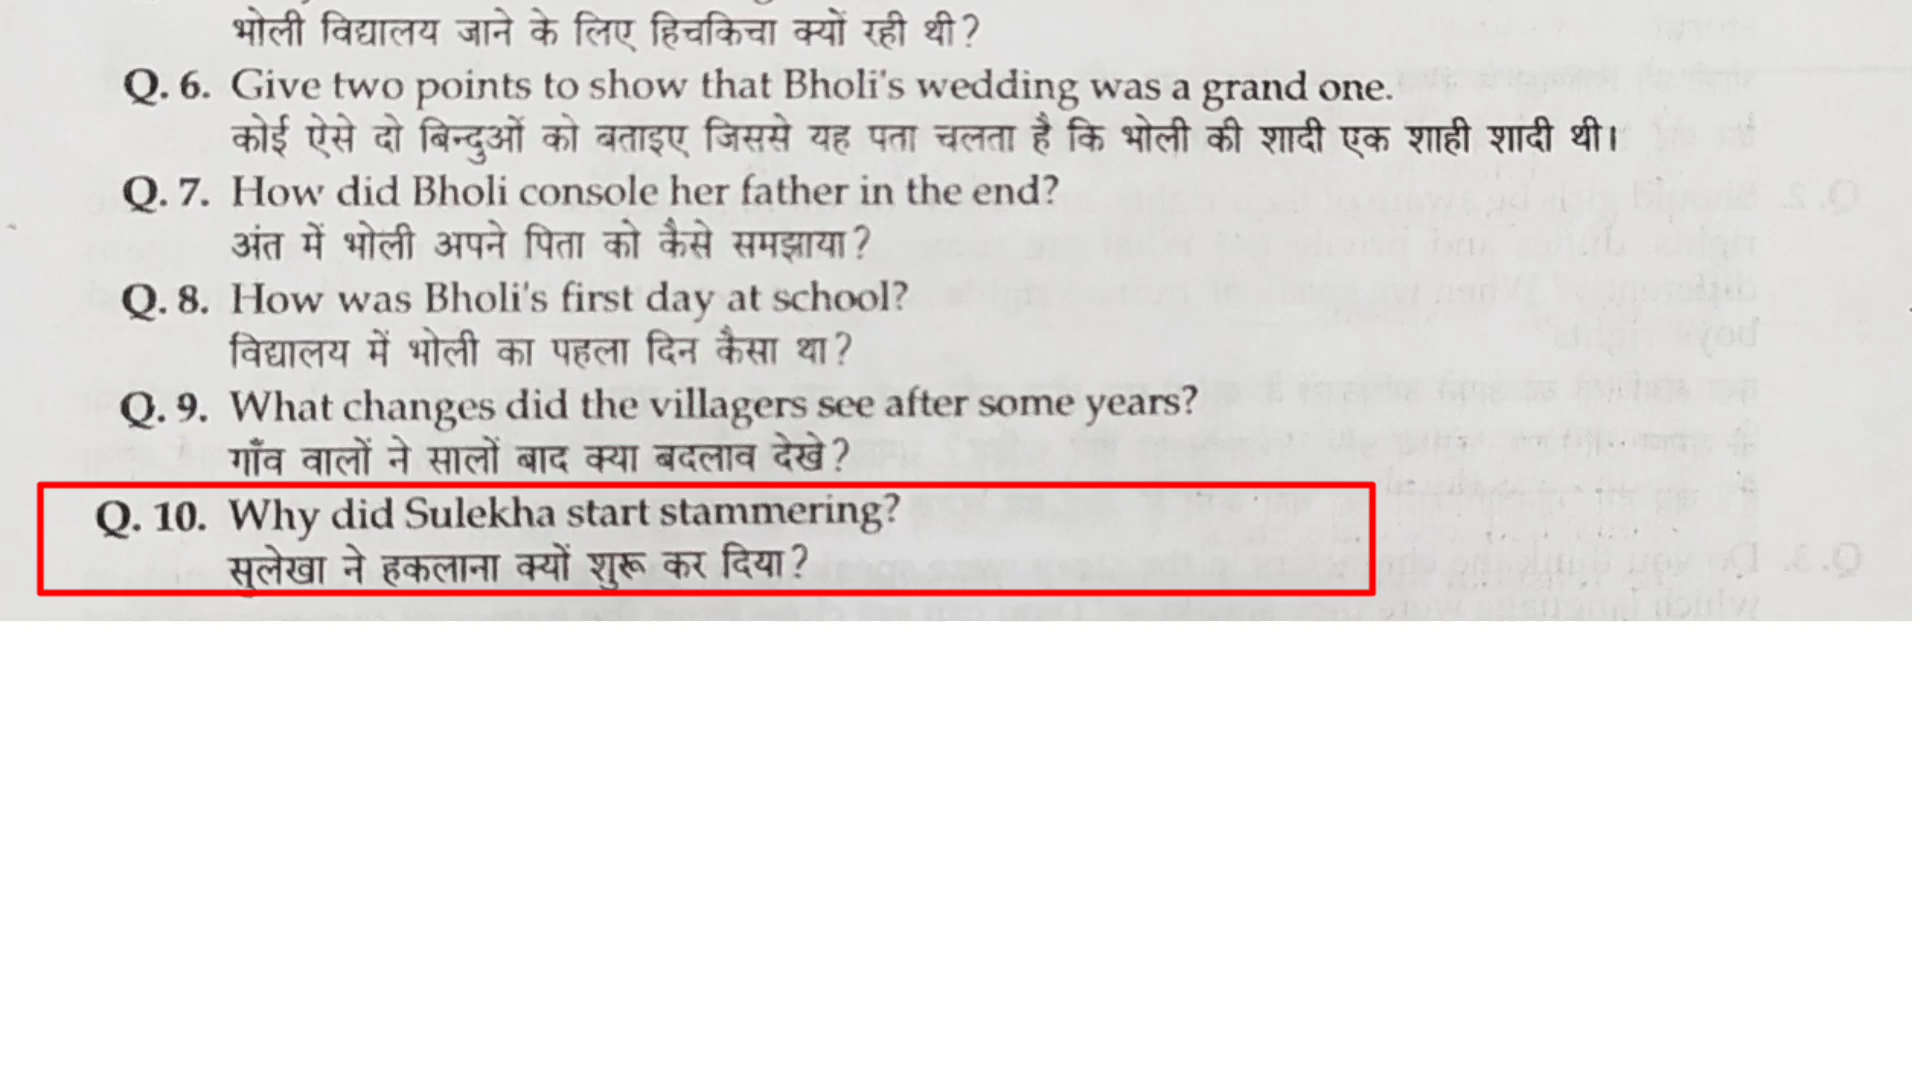 भोली विद्यालय जाने के लिए हिचकिचा क्यों रही थी?
Q. 6. Give two points to show that Bholi's wedding was a grand one.
कोई ऐसे दो बिन्दुओं को बताइए जिससे यह पता चलता है कि भोली की शादी एक शाही शादी थी।
Q. 7. How did Bholi console her father in the end?
अंत में भोली अपने पिता को कैसे समझाया?
Q. 8. How was Bholi's first day at school?
विद्यालय में भोली का पहला दिन कैसा था?
Q. 9. What changes did the villagers see after some years?
गाँव वालों ने सालों बाद क्या बदलाव देखे?
Q. 10. Why did Sulekha start stammering?
सुलेखा ने हकलाना क्यों शुरू कर दिया?